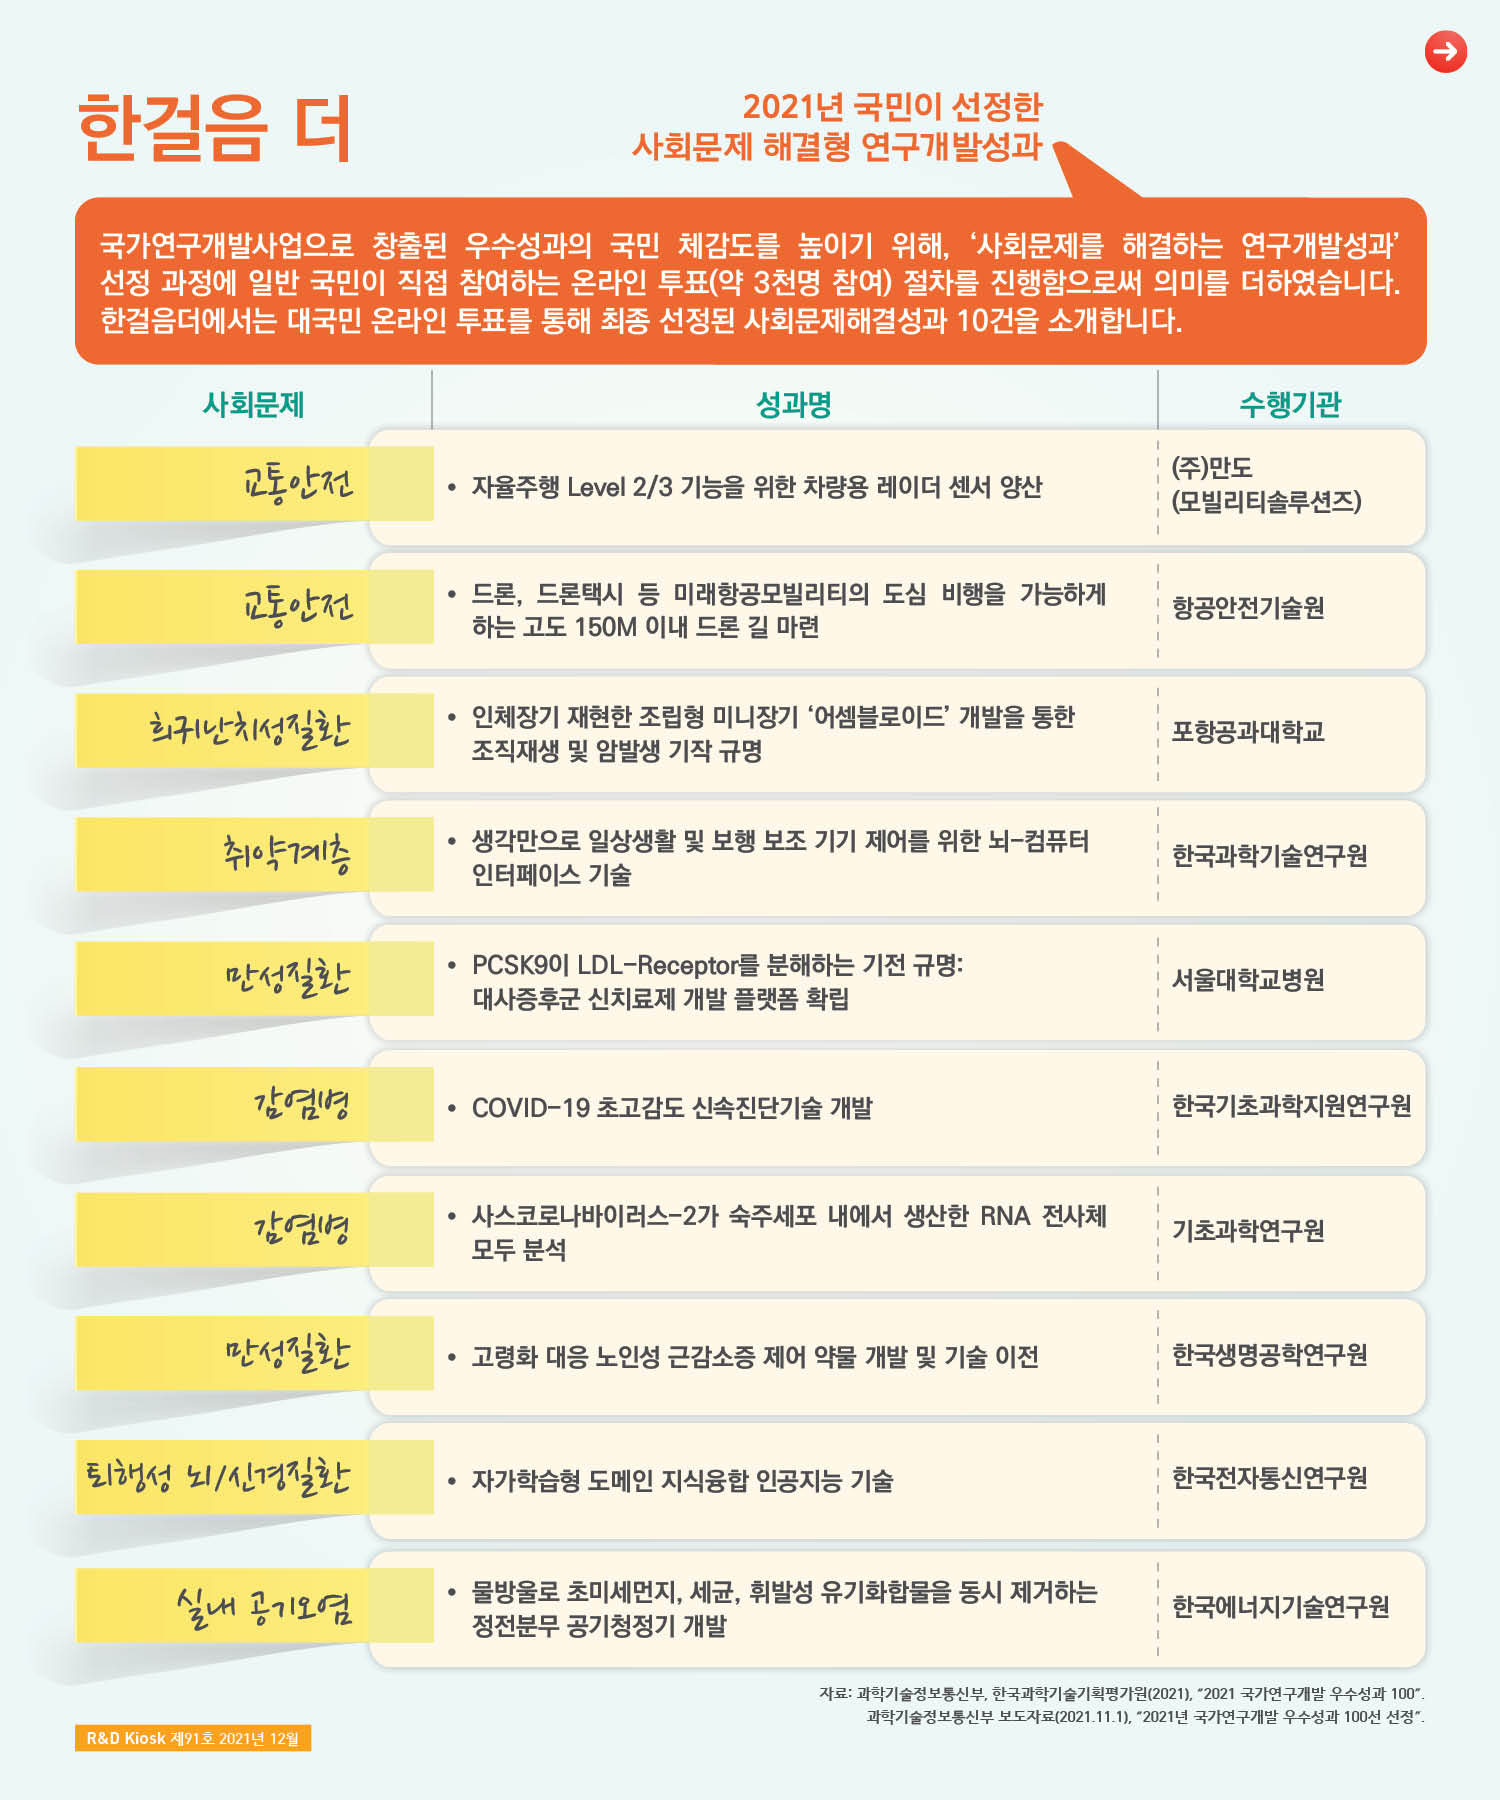 한걸음 더
2021년 국민이 선정한
사회문제 해결형 연구개발성과
국가연구개발사업으로 창출된 우수성과의 국민 체감도를 높이기 위해, ‘사회문제를 해결하는 연구개발성과’
선정 과정에 일반 국민이 직접 참여하는 온라인 투표(약 3천명 참여) 절차를 진행함으로써 의미를 더하였습니다.
한걸음더에서는 대국민 온라인 투표를 통해 최종 선정된 사회문제해결성과 10건을 소개합니다.
사회문제 성과명 수행기관
교통안전
• 자율주행 Level 2/3 기능을 위한 차량용 레이더 센서 양산
(주)만도
(모빌리티솔루션즈)
교통안전
• 드론, 드론택시 등 미래항공모빌리티의 도심 비행을 가능하게
하는 고도 150M 이내 드론 길 마련
항공안전기술원
희귀난치성질환
• 인체장기 재현한 조립형 미니장기 ‘어셈블로이드’ 개발을 통한
조직재생 및 암발생 기작 규명
포항공과대학교
취약계층
• 생각만으로 일상생활 및 보행 보조 기기 제어를 위한 뇌-컴퓨터
인터페이스 기술
한국과학기술연구원
만성질환
• PCSK9이 LDL-Receptor를 분해하는 기전 규명:
대사증후군 신치료제 개발 플랫폼 확립
서울대학교병원
감염병
• COVID-19 초고감도 신속진단기술 개발
한국기초과학지원연구원
감염병
• 사스코로나바이러스-2가 숙주세포 내에서 생산한 RNA 전사체
모두 분석
기초과학연구원
만성질환
• 고령화 대응 노인성 근감소증 제어 약물 개발 및 기술 이전
한국생명공학연구원
퇴행성 뇌/신경질환
• 자가학습형 도메인 지식융합 인공지능 기술
한국전자통신연구원
실내 공기오염
• 물방울로 초미세먼지, 세균, 휘발성 유기화합물을 동시 제거하는
정전분무 공기청정기 개발
한국에너지기술연구원
자료: 과학기술정보통신부, 한국과학기술기획평가원(2021), “2021 국가연구개발 우수성과 100”.
과학기술정보통신부 보도자료(2021.11.1), “2021년 국가연구개발 우수성과 100선 선정”.
R&D Kiosk 제91호 2021년 12월